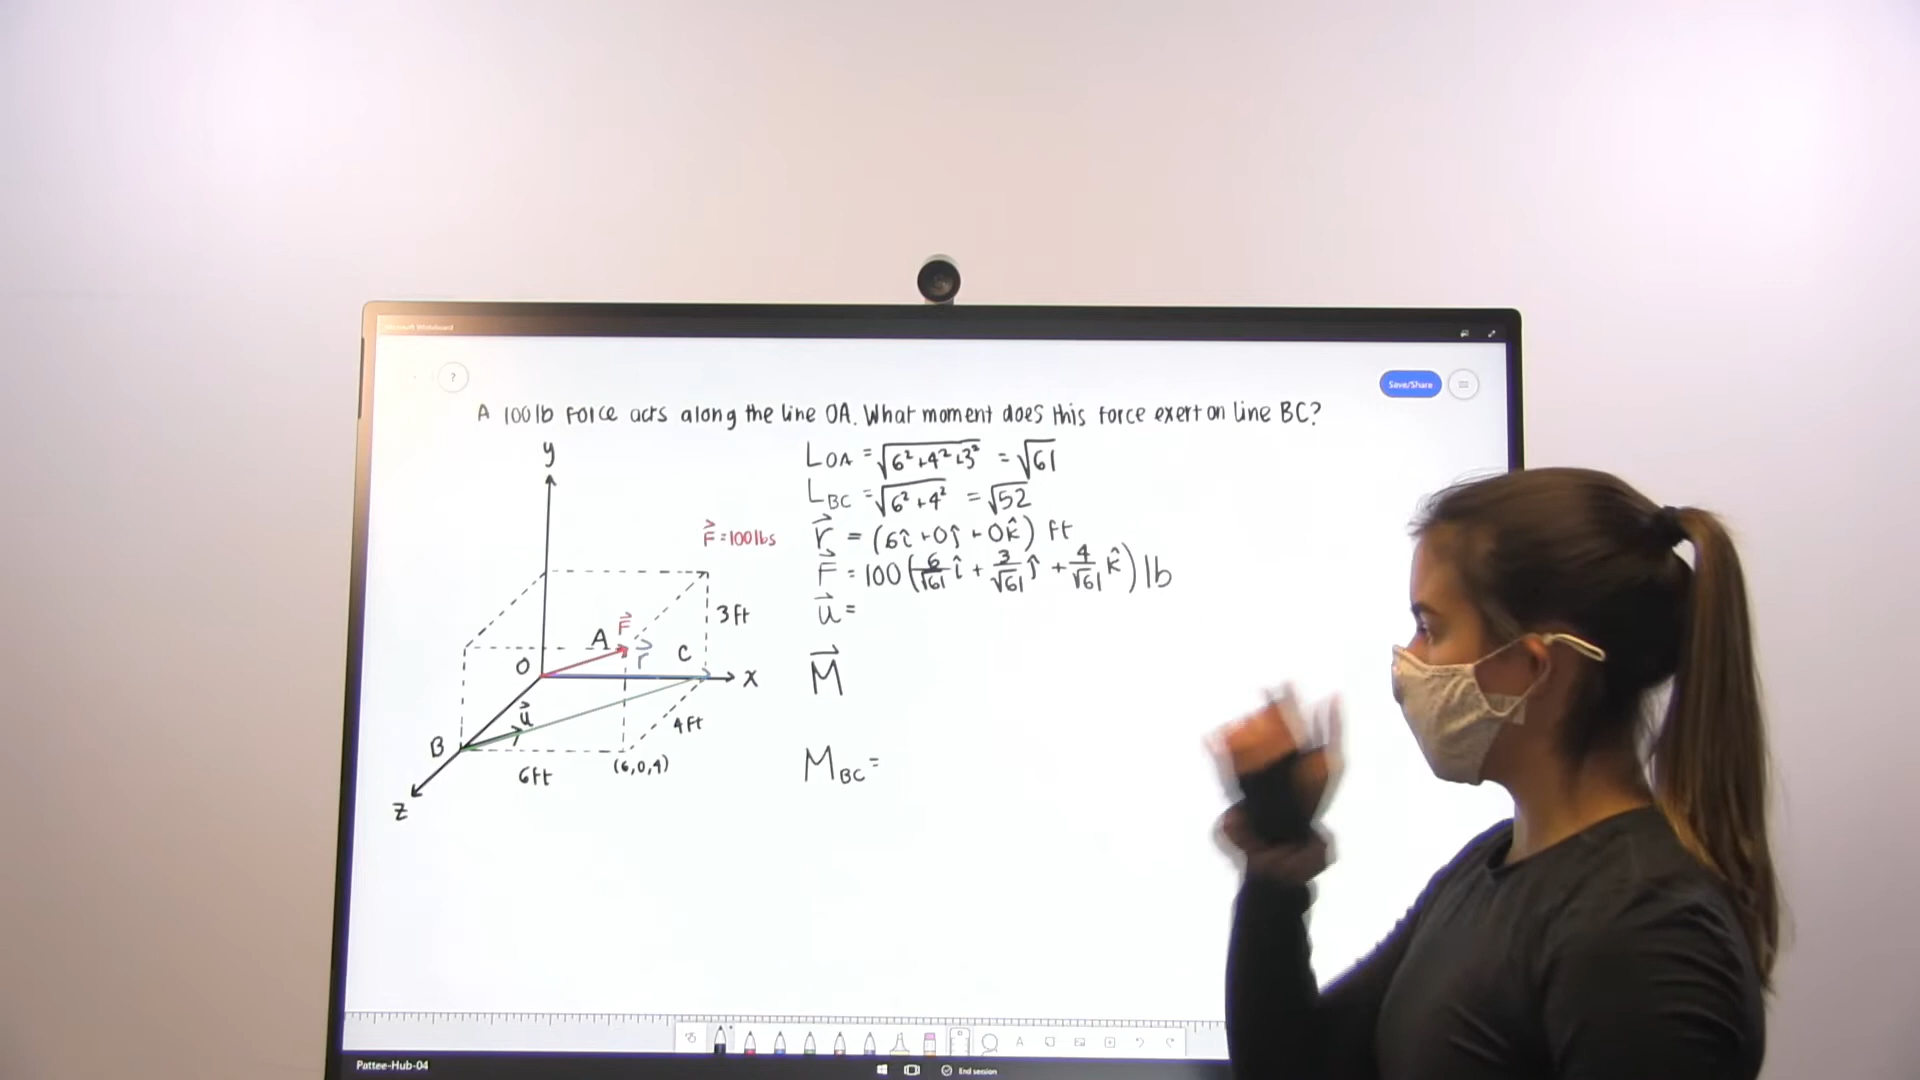 Microsoft Whiteboard
?
Save/Share
A 100lb force acts along the line OA. What moment does this force exert on line BC?
y
L_OA = √(6²+4²+3²) = √61
L_BC = √(6²+4²) = √52
F⃗ = 100lbs
r⃗ = (6î + 0ĵ + 0k̂) ft
F⃗ = 100(6/√61 î + 3/√61 ĵ + 4/√61 k̂) lb
u⃗ =
3ft
F⃗
A
r⃗
C
O
x
M⃗
u⃗
4ft
B
6ft
(6,0,4)
M_BC =
z
A
Pattee-Hub-04
End session